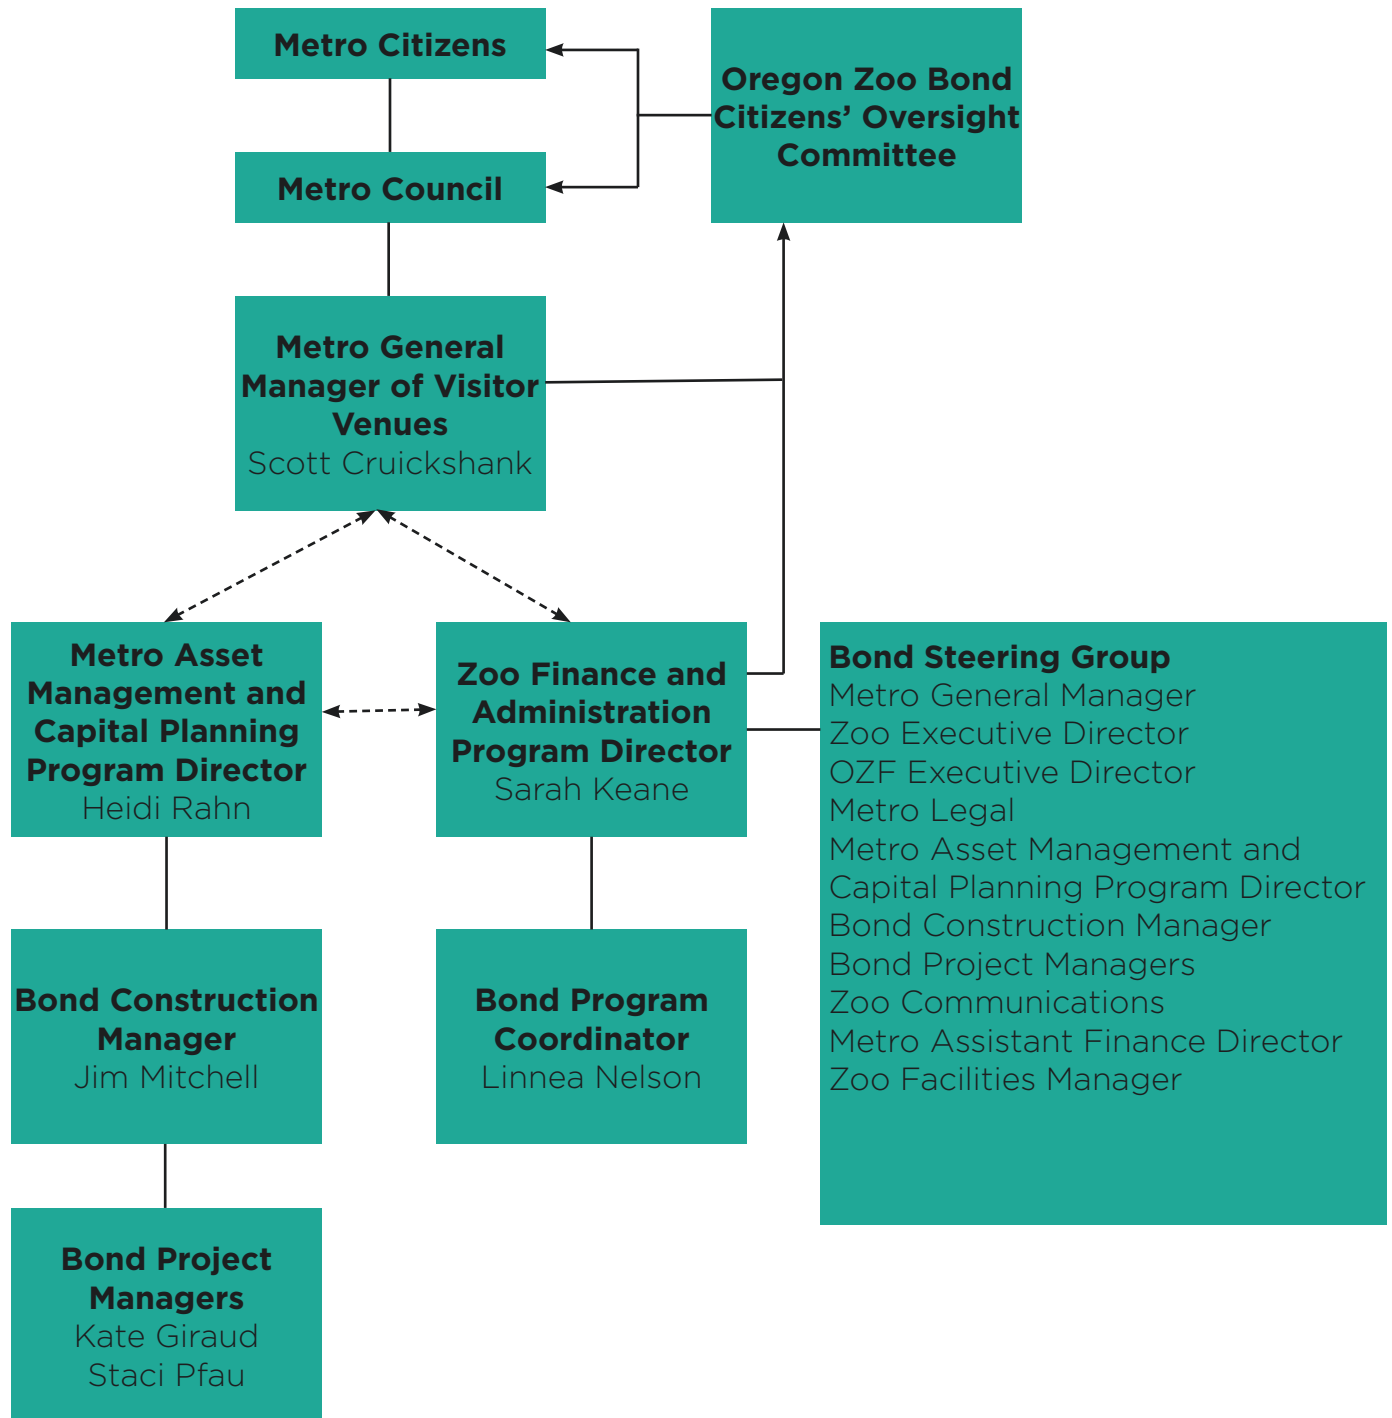 Metro Citizens
Oregon Zoo Bond
Citizens’ Oversight
Committee
Metro Council
Metro General
Manager of Visitor
Venues
Scott Cruickshank
Metro Asset
Management and
Capital Planning
Program Director
Heidi Rahn
Zoo Finance and
Administration
Program Director
Sarah Keane
Bond Steering Group
Metro General Manager
Zoo Executive Director
OZF Executive Director
Metro Legal
Metro Asset Management and
Capital Planning Program Director
Bond Construction Manager
Bond Project Managers
Zoo Communications
Metro Assistant Finance Director
Zoo Facilities Manager
Bond Construction
Manager
Jim Mitchell
Bond Program
Coordinator
Linnea Nelson
Bond Project
Managers
Kate Giraud
Staci Pfau